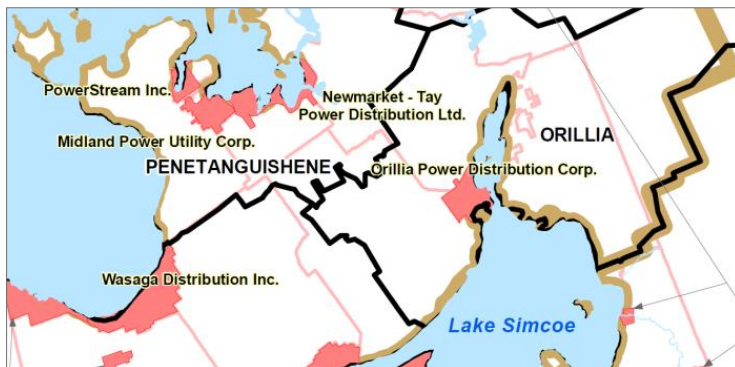 PowerStream Inc.
Newmarket - Tay
Power Distribution Ltd.
Midland Power Utility Corp.
ORILLIA
PENETANGUISHENE
Orillia Power Distribution Corp.
Wasaga Distribution Inc.
Lake Simcoe